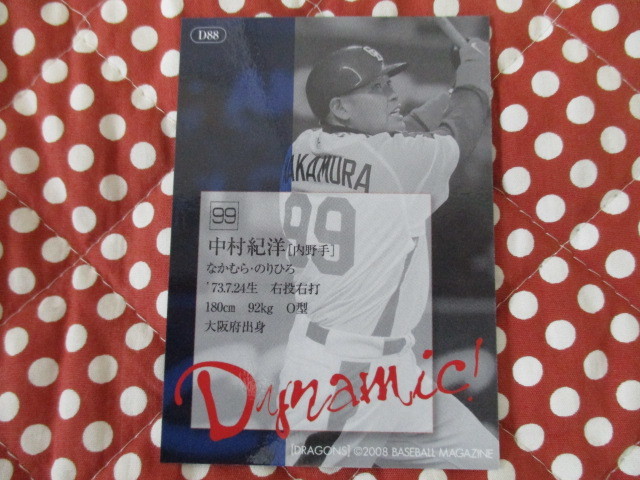 D88
AKAMURA
99
99
中村紀洋［内野手］
なかむら・のりひろ
'73.7.24生 右投右打
180cm 92kg O型
大阪府出身
Dynamic!
[DRAGONS] ©2008 BASEBALL MAGAZINE